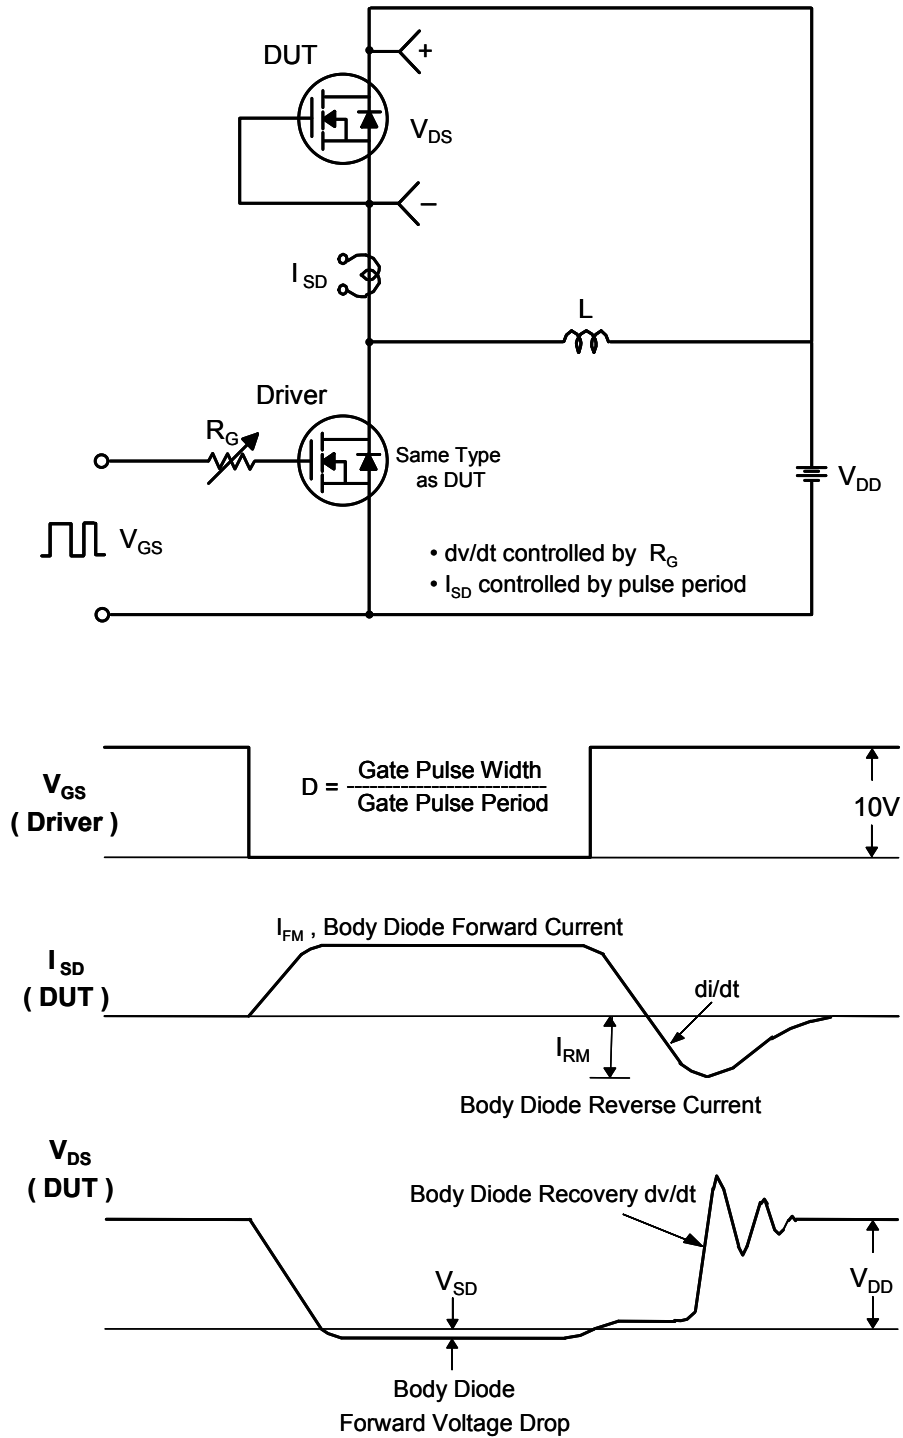 DUT
+
V_DS
–
I_SD
L
Driver
R_G
Same Type
as DUT
V_DD
V_GS
• dv/dt controlled by R_G
• I_SD controlled by pulse period
V_GS
( Driver )
D = Gate Pulse Width
--------------------------
Gate Pulse Period
10V
I_FM , Body Diode Forward Current
I_SD
( DUT )
di/dt
I_RM
Body Diode Reverse Current
V_DS
( DUT )
Body Diode Recovery dv/dt
V_SD
V_DD
Body Diode
Forward Voltage Drop